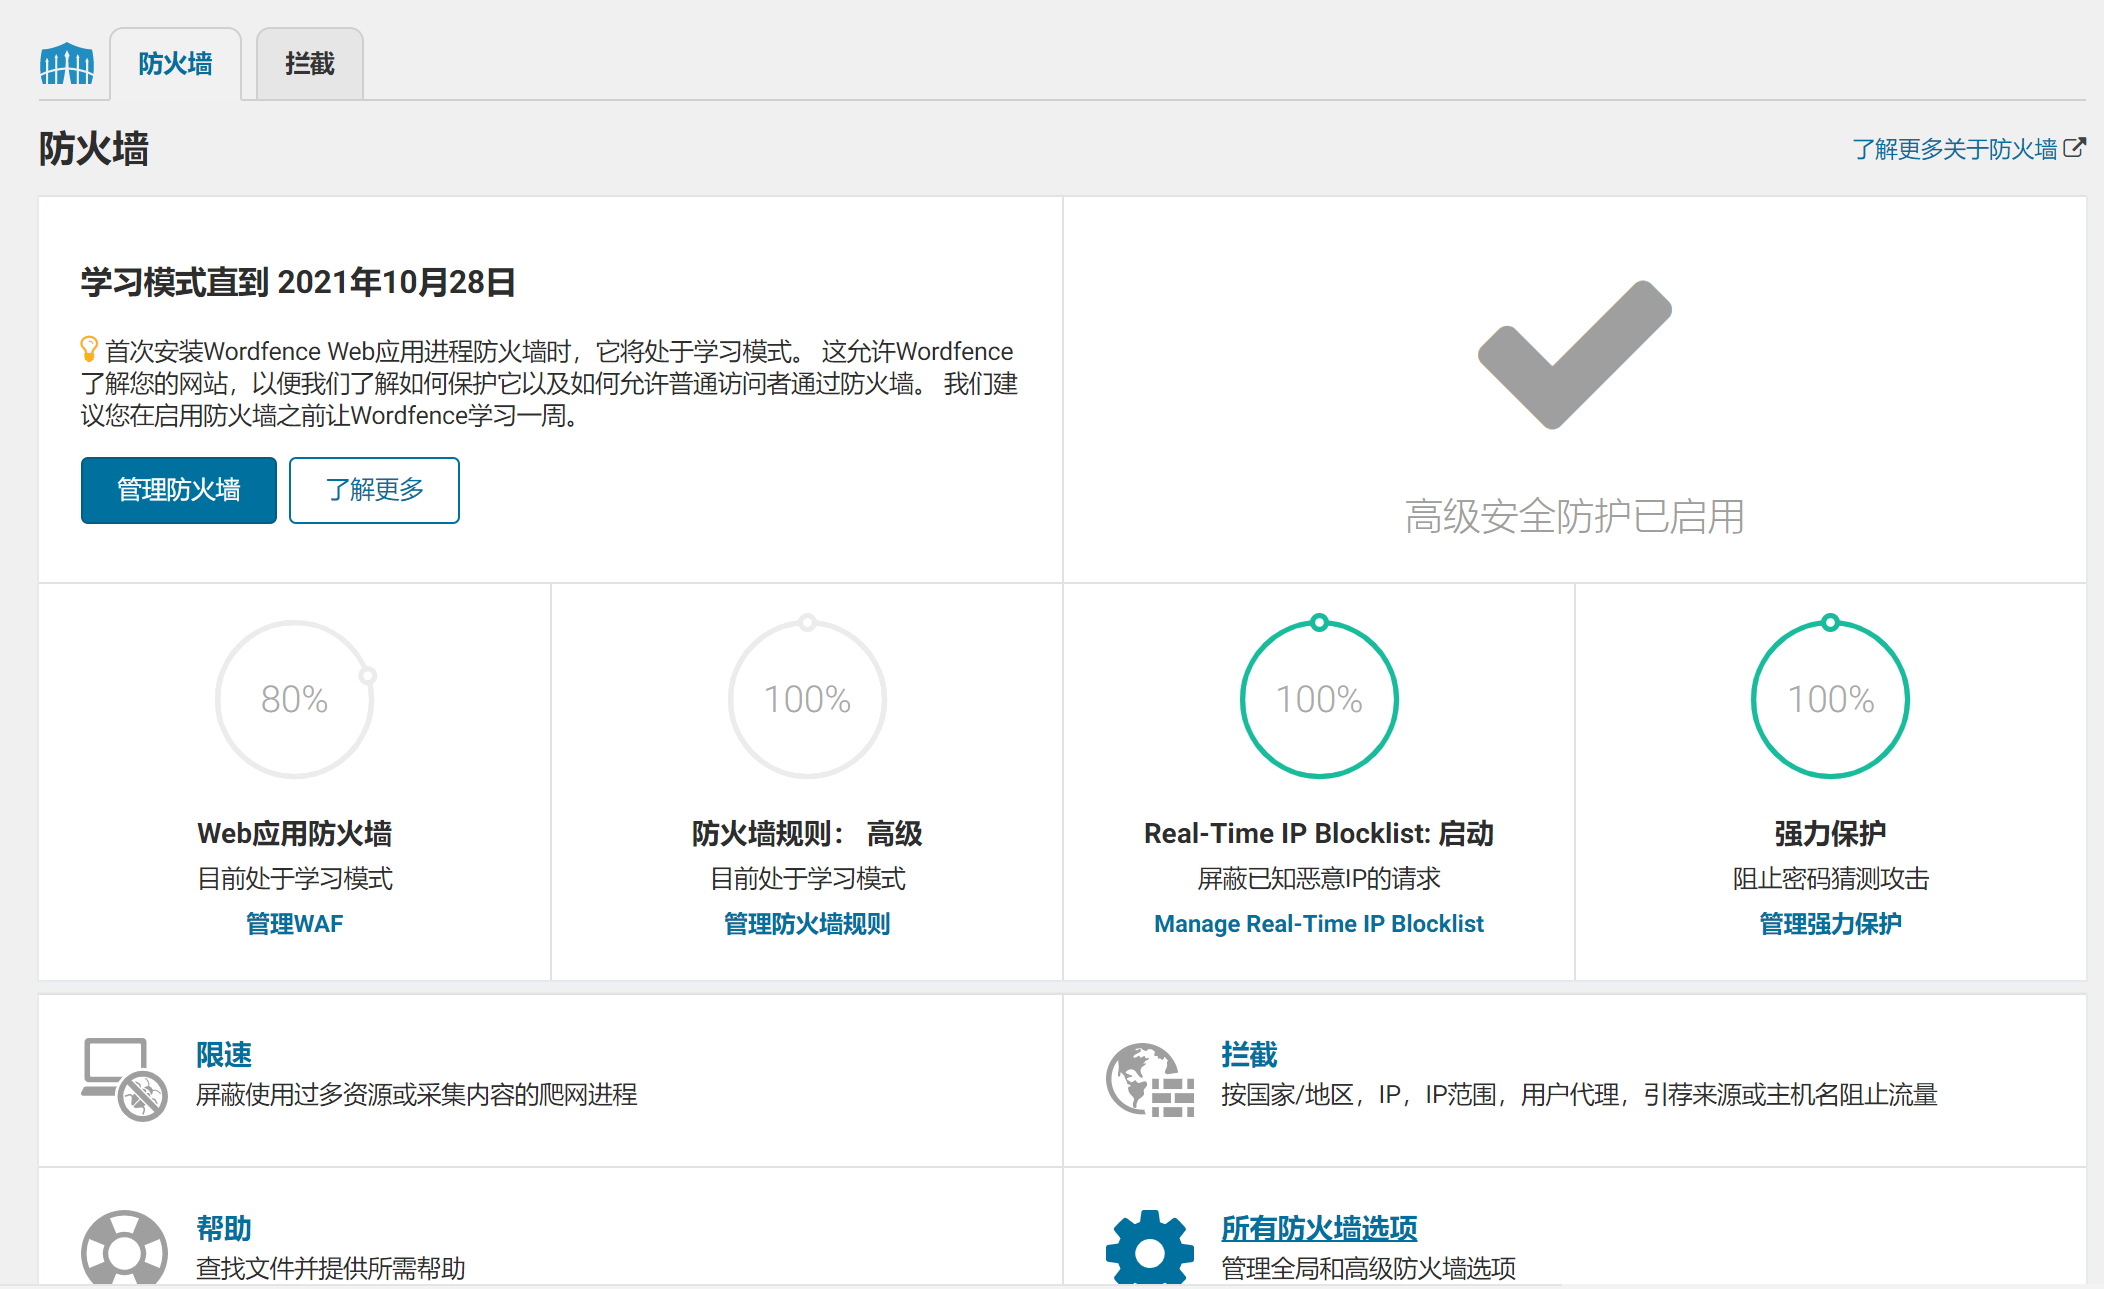 防火墙
拦截
防火墙
了解更多关于防火墙
学习模式直到 2021年10月28日
首次安装Wordfence Web应用进程防火墙时，它将处于学习模式。 这允许Wordfence
了解您的网站，以便我们了解如何保护它以及如何允许普通访问者通过防火墙。 我们建
议您在启用防火墙之前让Wordfence学习一周。
管理防火墙
了解更多
高级安全防护已启用
80%
Web应用防火墙
目前处于学习模式
管理WAF
100%
防火墙规则： 高级
目前处于学习模式
管理防火墙规则
100%
Real-Time IP Blocklist: 启动
屏蔽已知恶意IP的请求
Manage Real-Time IP Blocklist
100%
强力保护
阻止密码猜测攻击
管理强力保护
限速
屏蔽使用过多资源或采集内容的爬网进程
拦截
按国家/地区，IP，IP范围，用户代理，引荐来源或主机名阻止流量
帮助
查找文件并提供所需帮助
所有防火墙选项
管理全局和高级防火墙选项